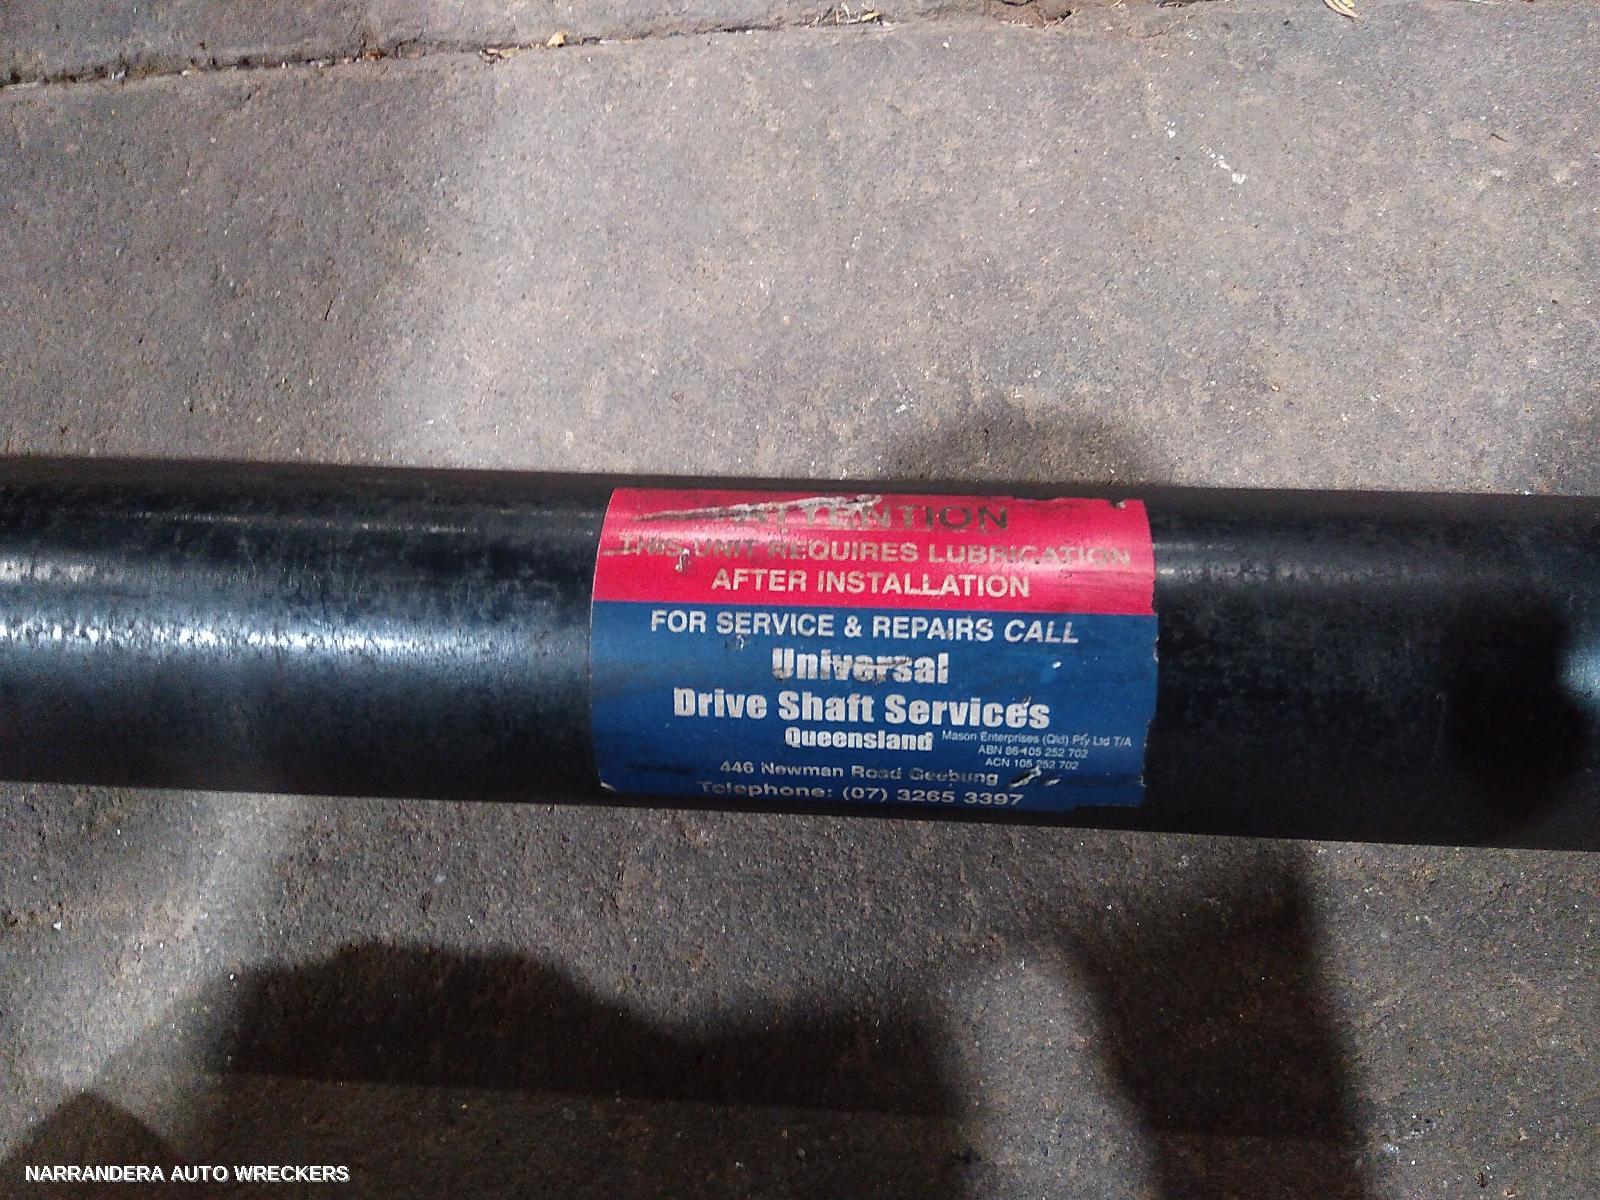 ATTENTION
THIS UNIT REQUIRES LUBRICATION
AFTER INSTALLATION
FOR SERVICE & REPAIRS CALL
Universal
Drive Shaft Services
Queensland
Mason Enterprises (Qld) Pty Ltd T/A
ABN 86 105 252 702
ACN 105 252 702
446 Newman Road Geebung
Telephone: (07) 3265 3397
NARRANDERA AUTO WRECKERS